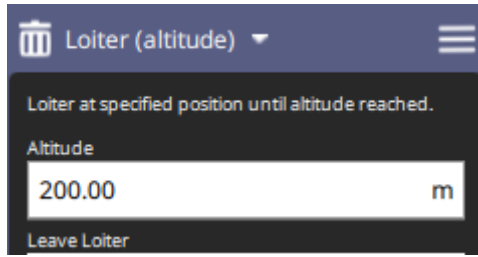 Loiter (altitude)
Loiter at specified position until altitude reached.
Altitude
200.00 m
Leave Loiter